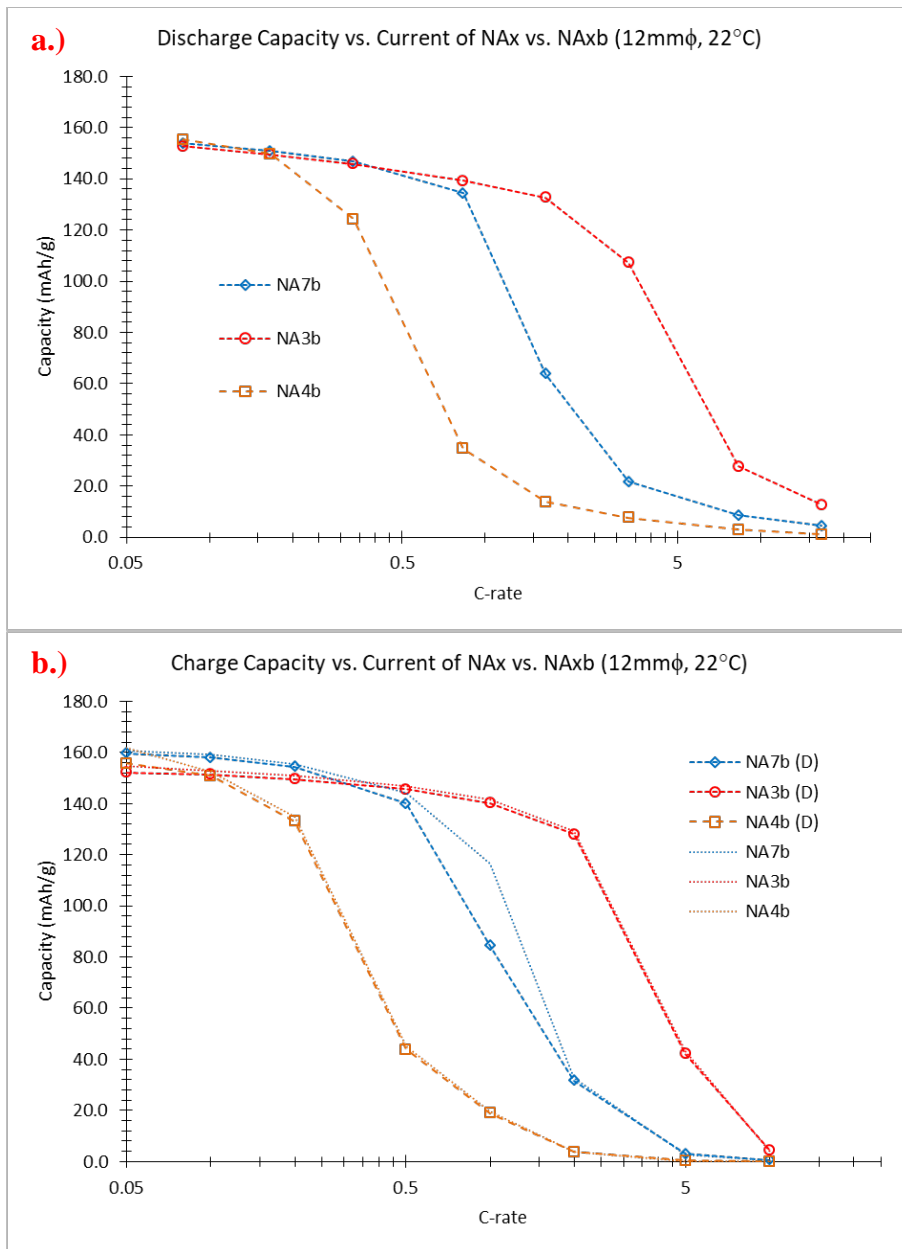 a.)
Discharge Capacity vs. Current of NAx vs. NAxb (12mmϕ, 22°C)
180.0
160.0
140.0
120.0
100.0
80.0
60.0
40.0
20.0
0.0
Capacity (mAh/g)
NA7b
NA3b
NA4b
0.05
0.5
5
C-rate
b.)
Charge Capacity vs. Current of NAx vs. NAxb (12mmϕ, 22°C)
180.0
160.0
140.0
120.0
100.0
80.0
60.0
40.0
20.0
0.0
Capacity (mAh/g)
NA7b (D)
NA3b (D)
NA4b (D)
NA7b
NA3b
NA4b
0.05
0.5
5
C-rate